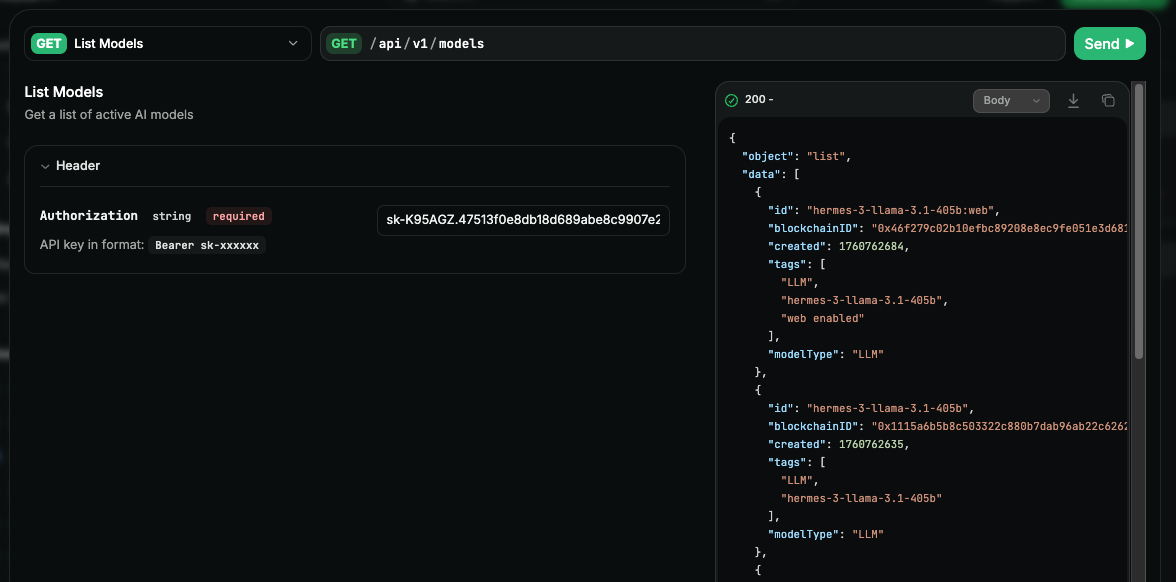 GET List Models
GET /api/v1/models
Send
List Models
Get a list of active AI models
Header
Authorization string required
sk-K95AGZ.47513f0e8db18d689abe8c9907e2
API key in format: Bearer sk-xxxxxx
200 -
Body
{
"object": "list",
"data": [
{
"id": "hermes-3-llama-3.1-405b:web",
"blockchainID": "0x46f279c02b10efbc89208e8ec9fe051e3d681
"created": 1760762684,
"tags": [
"LLM",
"hermes-3-llama-3.1-405b",
"web enabled"
],
"modelType": "LLM"
},
{
"id": "hermes-3-llama-3.1-405b",
"blockchainID": "0x1115a6b5b8c503322c880b7dab96ab22c6262
"created": 1760762635,
"tags": [
"LLM",
"hermes-3-llama-3.1-405b"
],
"modelType": "LLM"
},
{